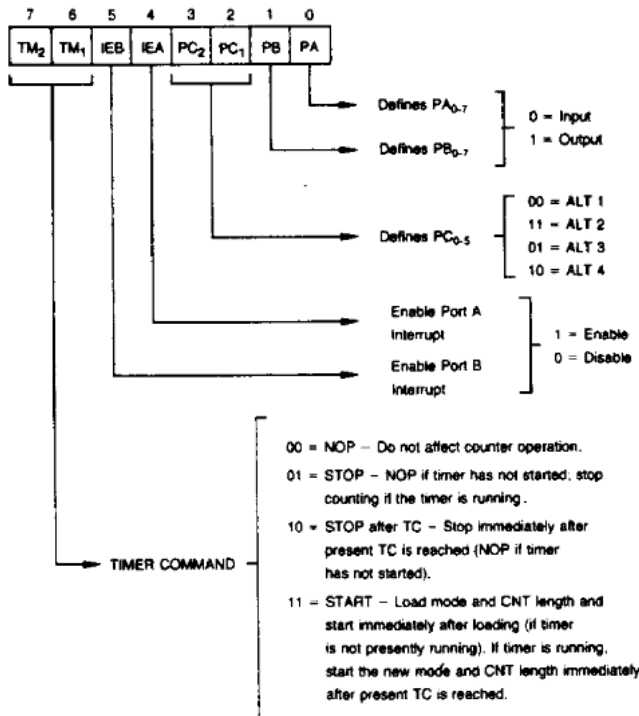 7 6 5 4 3 2 1 0
TM₂ TM₁ IEB IEA PC₂ PC₁ PB PA
Defines PA₀₋₇
0 = Input
1 = Output
Defines PB₀₋₇
Defines PC₀₋₅
00 = ALT 1
11 = ALT 2
01 = ALT 3
10 = ALT 4
Enable Port A
Interrupt
1 = Enable
0 = Disable
Enable Port B
Interrupt
TIMER COMMAND
00 = NOP – Do not affect counter operation.
01 = STOP – NOP if timer has not started; stop
counting if the timer is running.
10 = STOP after TC – Stop immediately after
present TC is reached (NOP if timer
has not started).
11 = START – Load mode and CNT length and
start immediately after loading (if timer
is not presently running). If timer is running,
start the new mode and CNT length immediately
after present TC is reached.